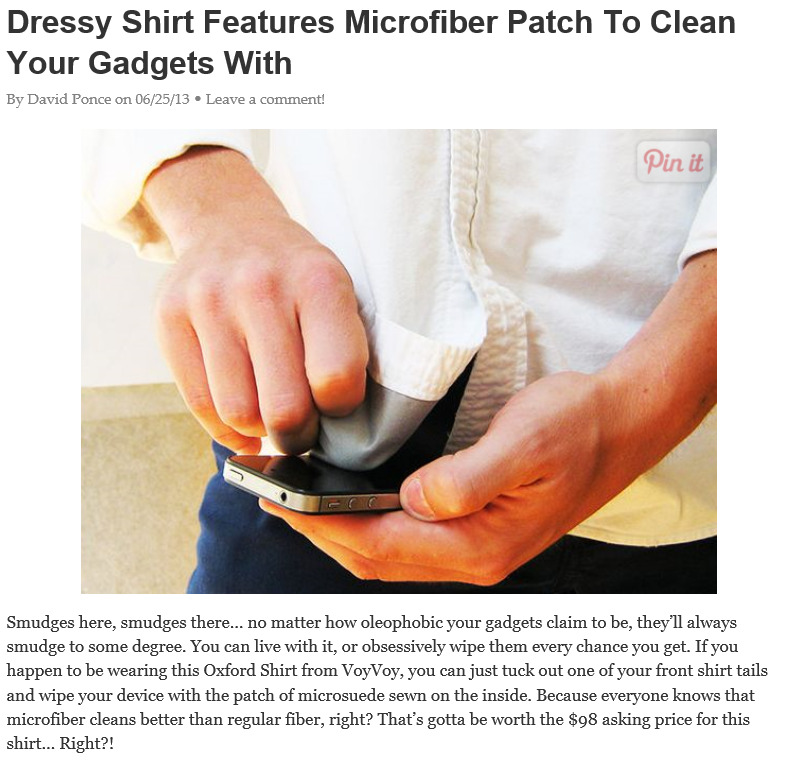 Dressy Shirt Features Microfiber Patch To Clean
Your Gadgets With
By David Ponce on 06/25/13 • Leave a comment!
Pin it
Smudges here, smudges there… no matter how oleophobic your gadgets claim to be, they’ll always
smudge to some degree. You can live with it, or obsessively wipe them every chance you get. If you
happen to be wearing this Oxford Shirt from VoyVoy, you can just tuck out one of your front shirt tails
and wipe your device with the patch of microsuede sewn on the inside. Because everyone knows that
microfiber cleans better than regular fiber, right? That’s gotta be worth the $98 asking price for this
shirt… Right?!